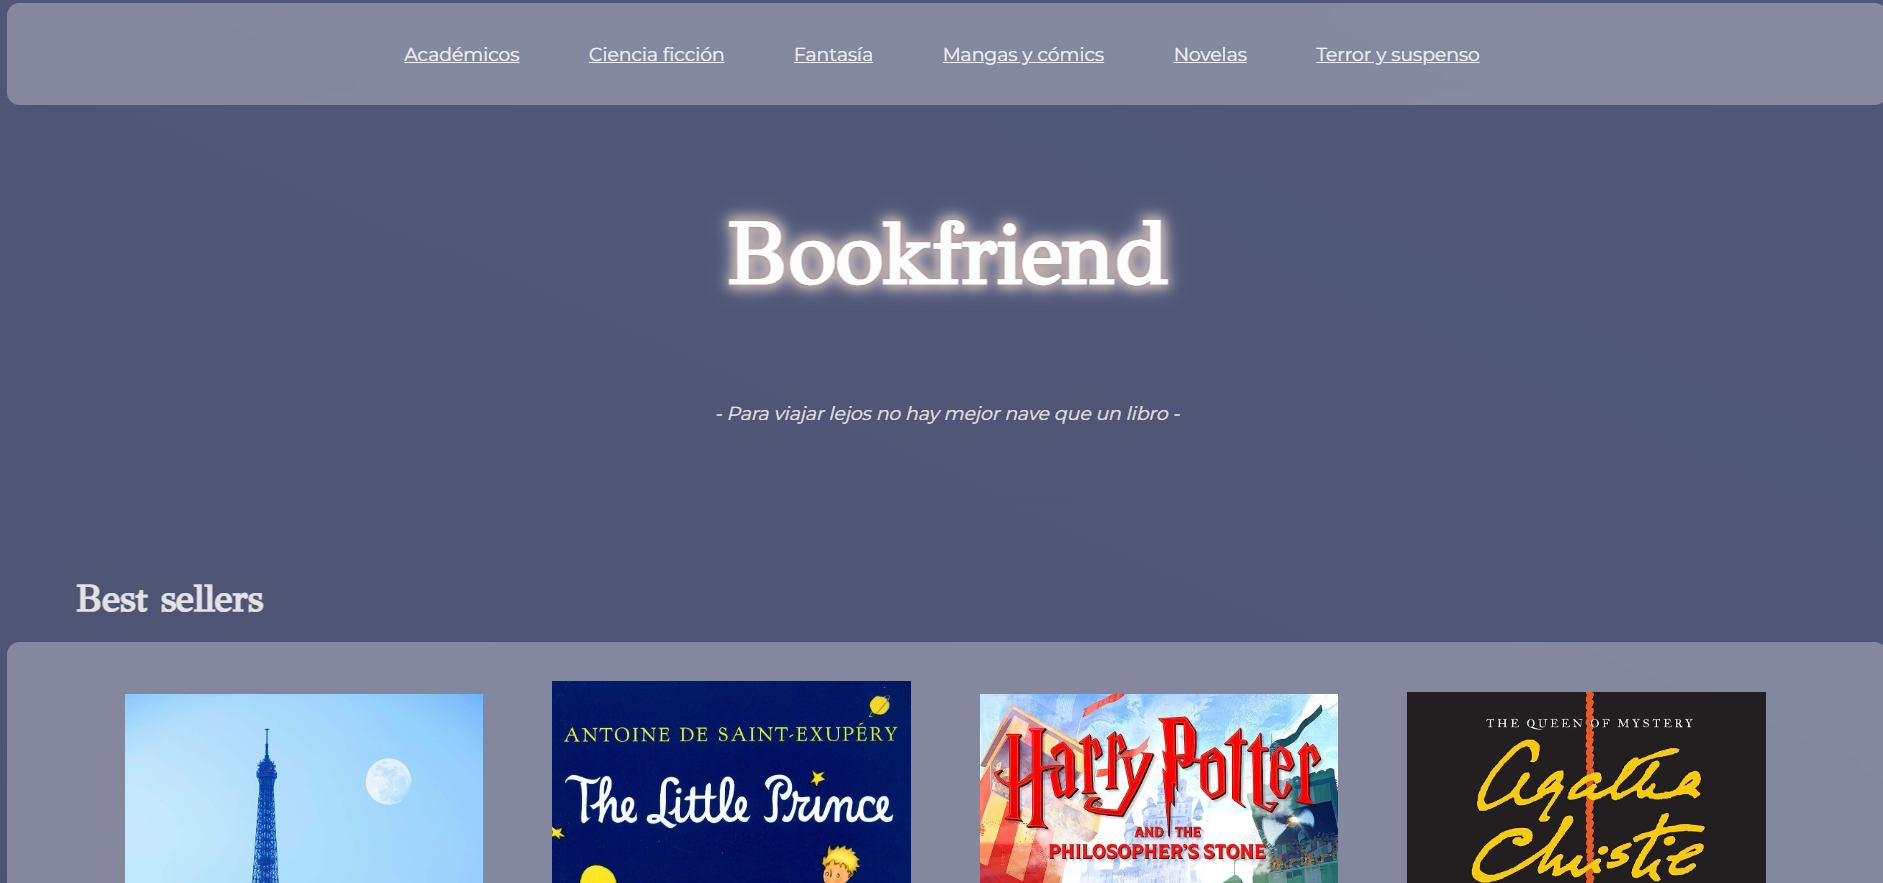 Académicos Ciencia ficción Fantasía Mangas y cómics Novelas Terror y suspenso
Bookfriend
- Para viajar lejos no hay mejor nave que un libro -
Best sellers
ANTOINE DE SAINT-EXUPÉRY
The Little Prince
Harry Potter
AND THE
PHILOSOPHER'S STONE
THE QUEEN OF MYSTERY
Agatha
Christie